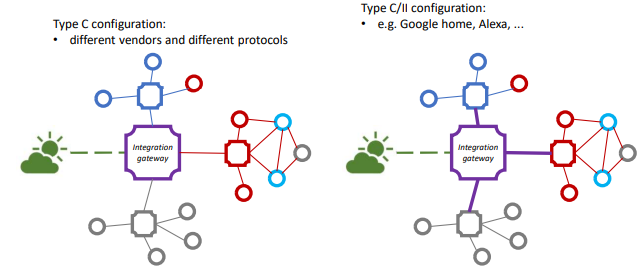 Type C configuration:
• different vendors and different protocols
Integration
gateway
Type C/II configuration:
• e.g. Google home, Alexa, ...
Integration
gateway